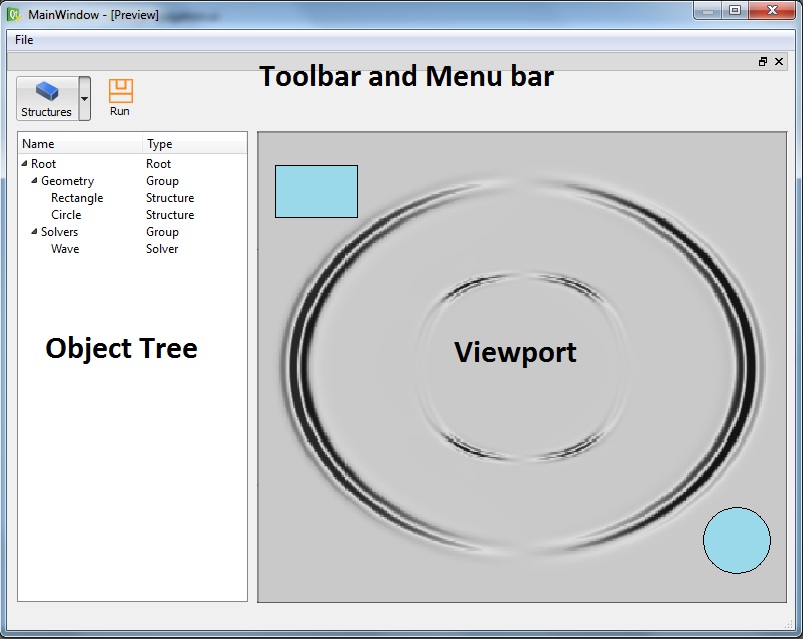 MainWindow - [Preview]
File
Toolbar and Menu bar
Structures
Run
Name Type
Root Root
Geometry Group
Rectangle Structure
Circle Structure
Solvers Group
Wave Solver
Object Tree
Viewport